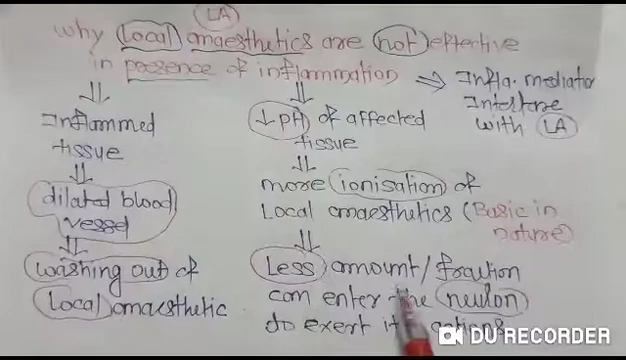 LA
why local anaesthetics are not effective
in presence of inflammation
Infla. mediator
Interfere
with LA
Inflammed
tissue
dilated blood
vessel
washing out of
local anaesthetic
↓ pH of affected
tissue
more ionisation of
Local anaesthetics (Basic in
nature)
Less amount/fraction
can enter the neuron
to exert its actions
DU RECORDER